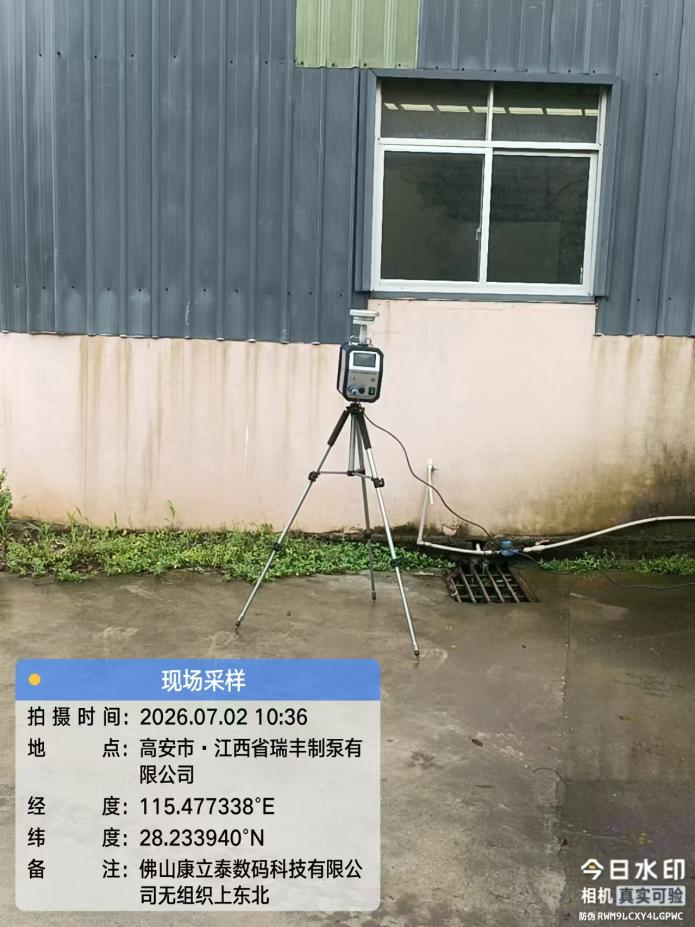 现场采样
拍摄时间：2026.07.02 10:36
地点：高安市·江西省瑞丰制泵有
限公司
经度：115.477338°E
纬度：28.233940°N
备注：佛山康立泰数码科技有限公
司无组织上东北
今日水印
相机 真实可验
防伪 RWM9LCXY4LGPWC